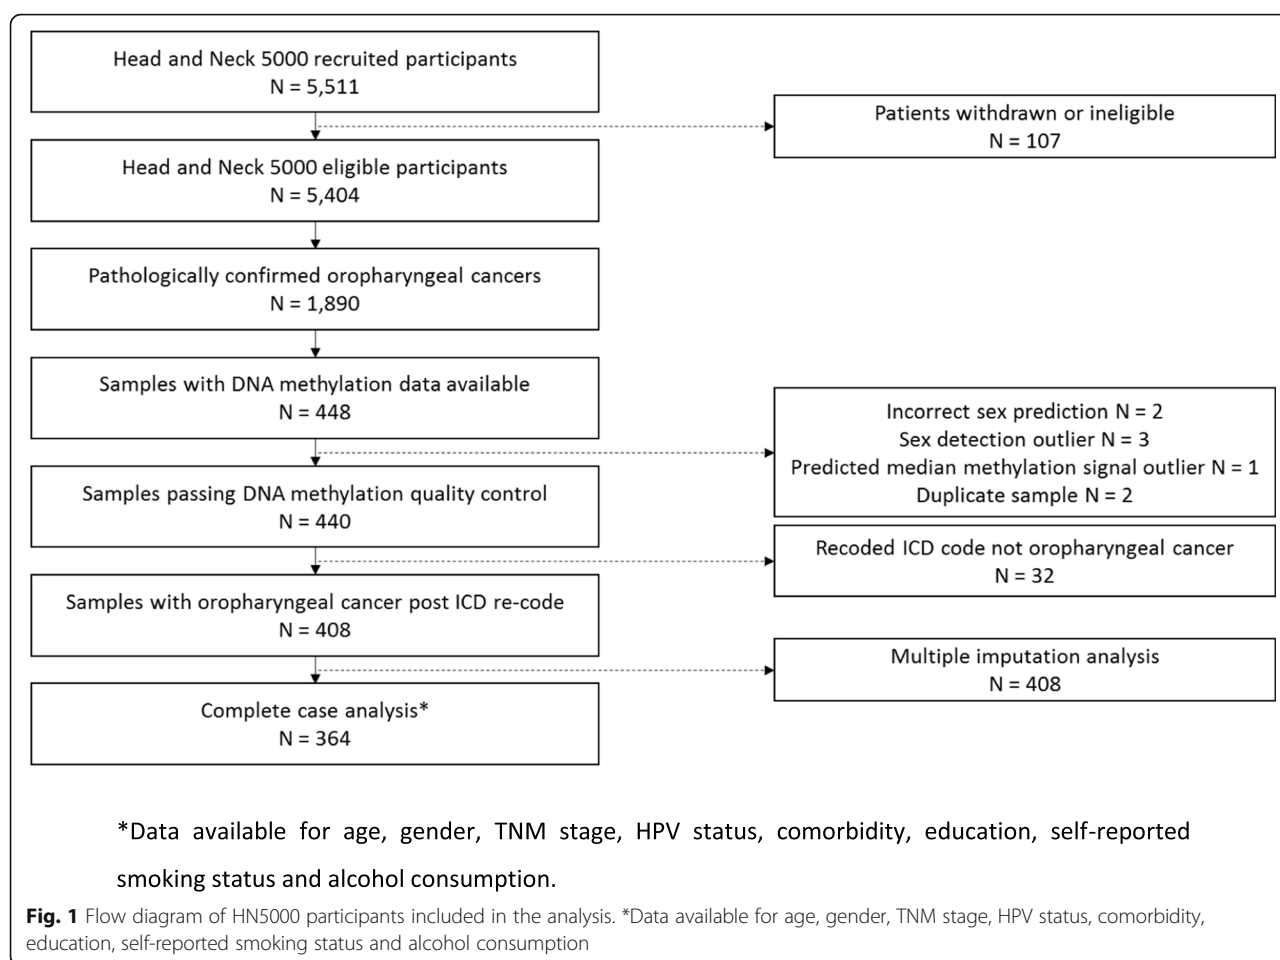 Head and Neck 5000 recruited participants
N = 5,511
Patients withdrawn or ineligible
N = 107
Head and Neck 5000 eligible participants
N = 5,404
Pathologically confirmed oropharyngeal cancers
N = 1,890
Samples with DNA methylation data available
N = 448
Incorrect sex prediction N = 2
Sex detection outlier N = 3
Predicted median methylation signal outlier N = 1
Duplicate sample N = 2
Samples passing DNA methylation quality control
N = 440
Recoded ICD code not oropharyngeal cancer
N = 32
Samples with oropharyngeal cancer post ICD re-code
N = 408
Multiple imputation analysis
N = 408
Complete case analysis*
N = 364
*Data available for age, gender, TNM stage, HPV status, comorbidity, education, self-reported
smoking status and alcohol consumption.
Fig. 1 Flow diagram of HN5000 participants included in the analysis. *Data available for age, gender, TNM stage, HPV status, comorbidity,
education, self-reported smoking status and alcohol consumption